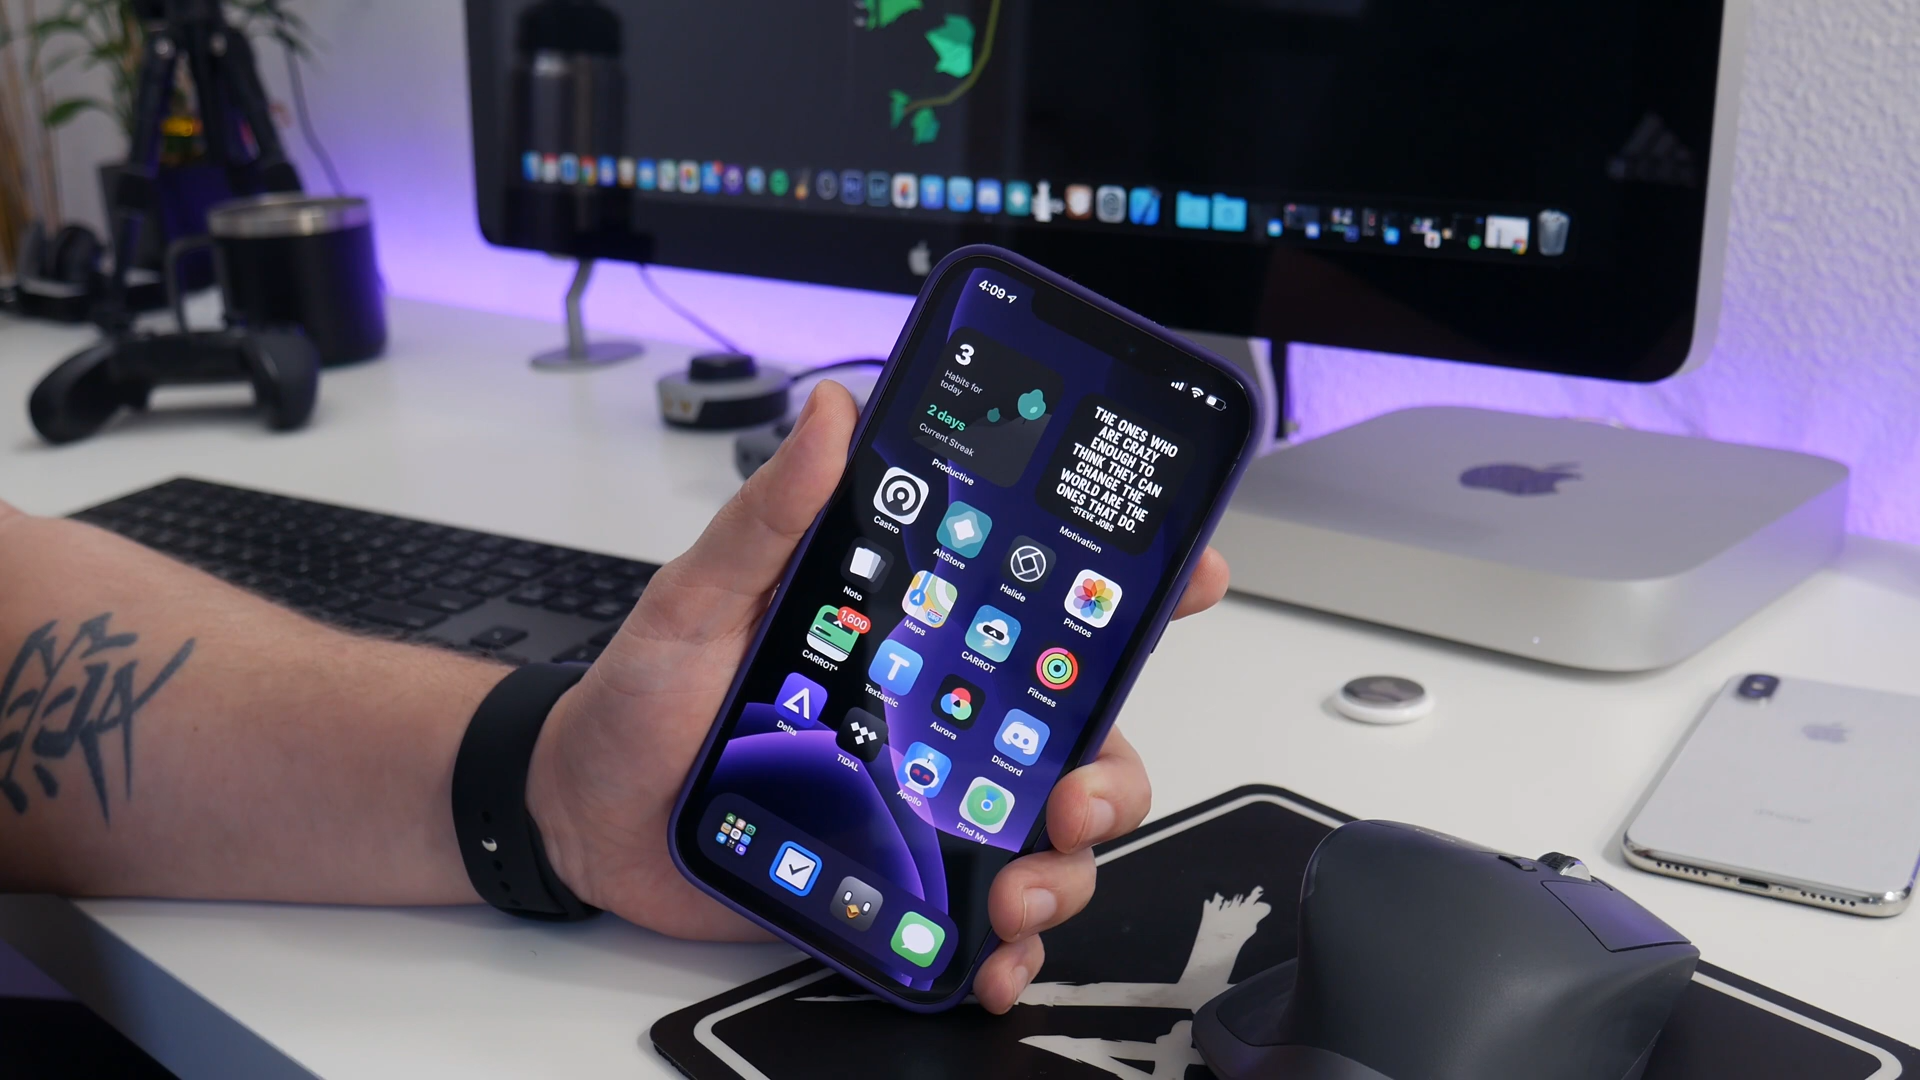 4:09
3
Habits for
today
2 days
Current Streak
Productive
THE ONES WHO
ARE CRAZY
ENOUGH TO
THINK THEY CAN
CHANGE THE
WORLD ARE THE
ONES THAT DO.
-STEVE JOBS
Motivation
Castro
AltStore
Halide
Photos
Noto
Maps
CARROT
Fitness
1,600
CARROT⁴
T
Textastic
Aurora
Discord
Delta
TIDAL
Apollo
Find My